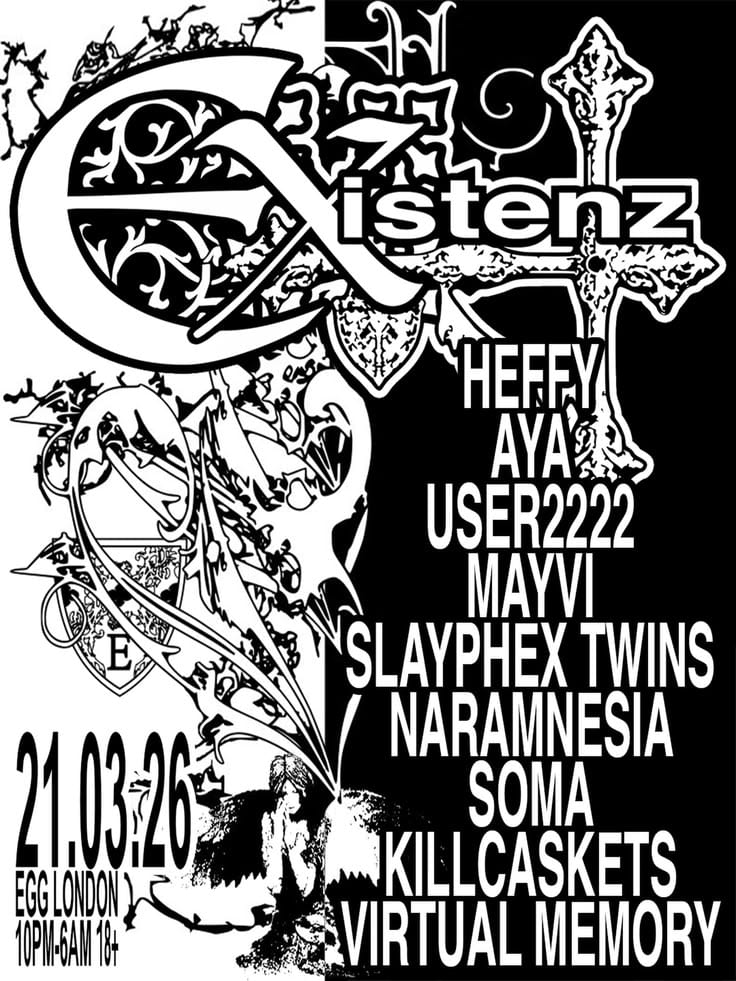 Existenz
HEFFY
AYA
USER2222
MAYVI
SLAYPHEX TWINS
NARAMNESIA
SOMA
KILLCASKETS
VIRTUAL MEMORY
E
21.03.26
EGG LONDON
10PM-6AM 18+